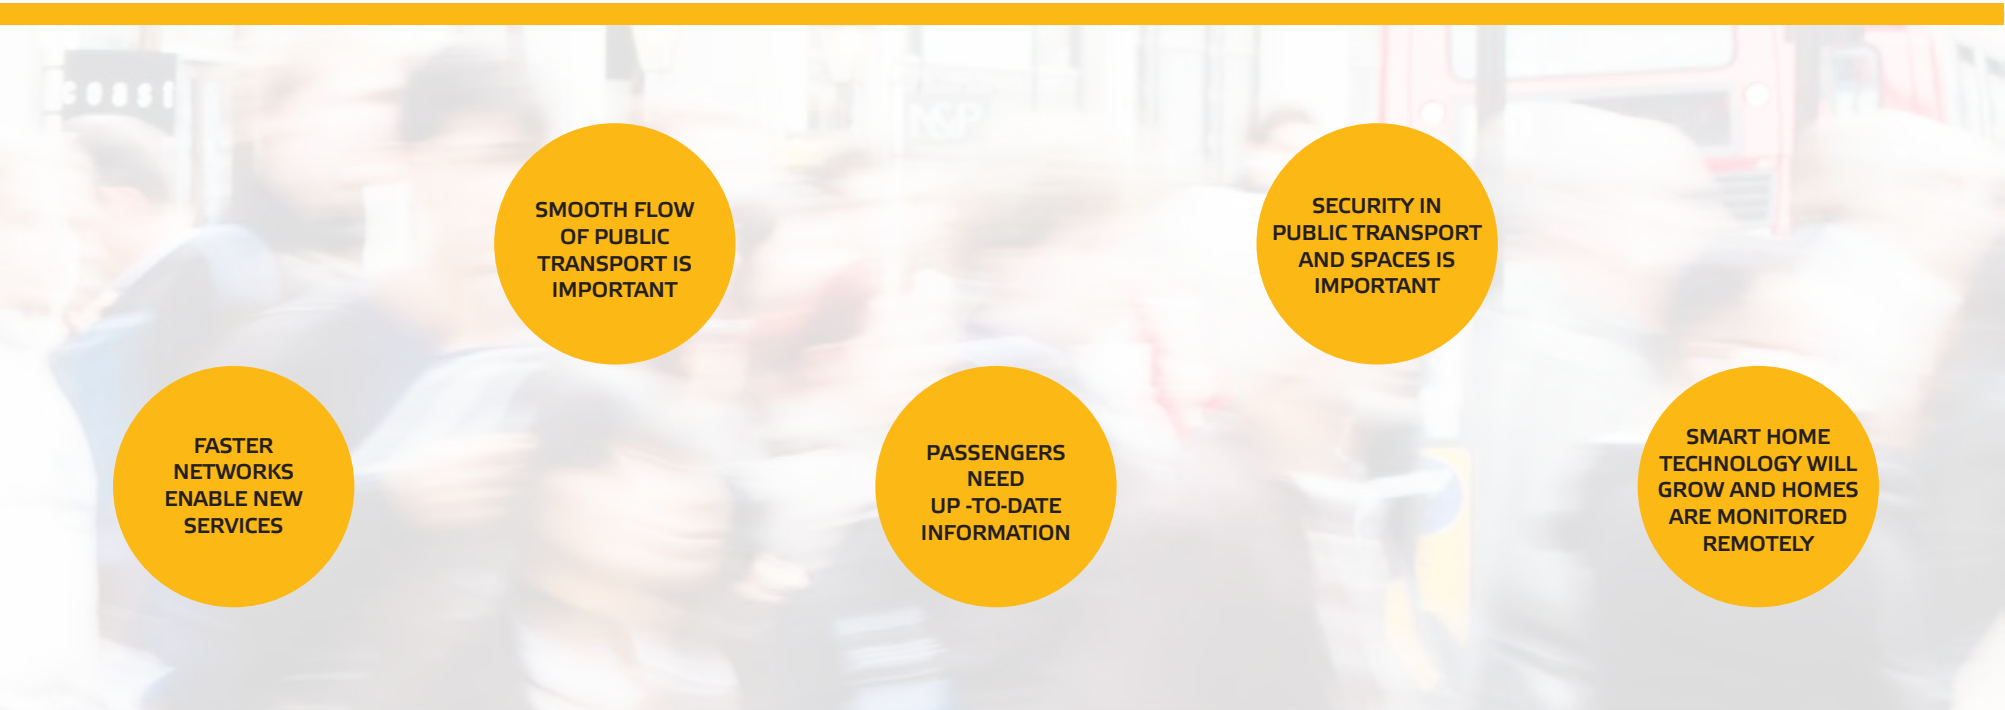 COAST
SMOOTH FLOW
OF PUBLIC
TRANSPORT IS
IMPORTANT
SECURITY IN
PUBLIC TRANSPORT
AND SPACES IS
IMPORTANT
FASTER
NETWORKS
ENABLE NEW
SERVICES
PASSENGERS
NEED
UP -TO-DATE
INFORMATION
SMART HOME
TECHNOLOGY WILL
GROW AND HOMES
ARE MONITORED
REMOTELY